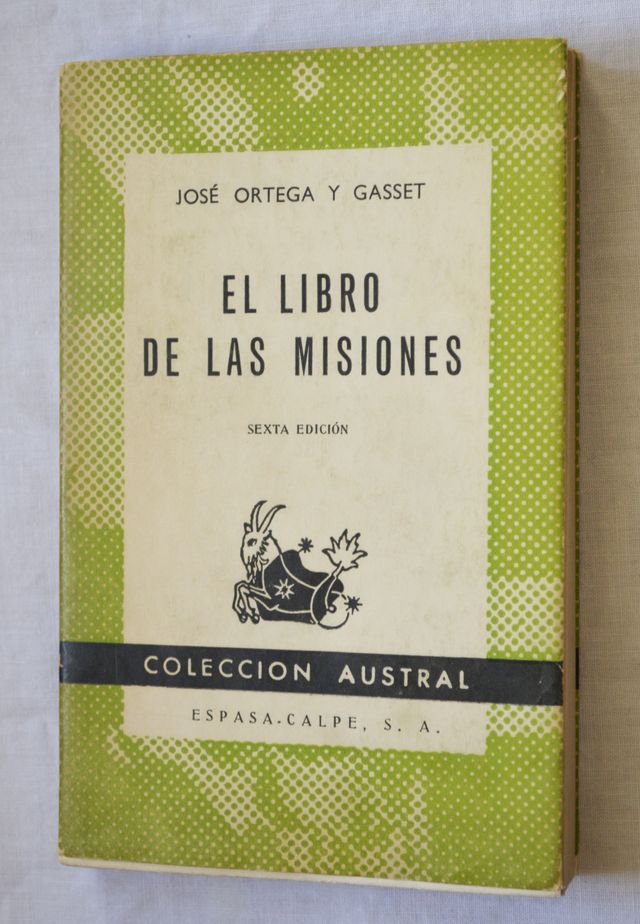 JOSÉ ORTEGA Y GASSET
EL LIBRO
DE LAS MISIONES
SEXTA EDICIÓN
COLECCION AUSTRAL
ESPASA-CALPE, S. A.